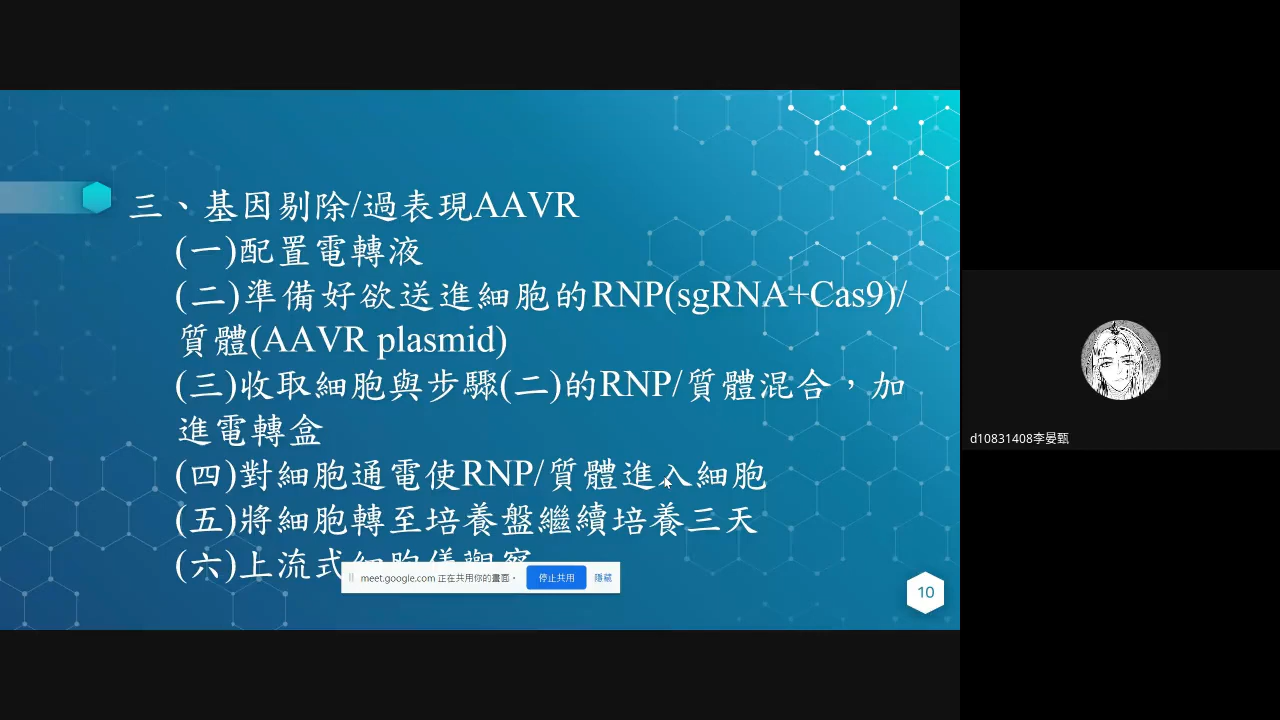 三、基因剔除/過表現AAVR
(一)配置電轉液
(二)準備好欲送進細胞的RNP(sgRNA+Cas9)/
質體(AAVR plasmid)
(三)收取細胞與步驟(二)的RNP/質體混合，加
進電轉盒
(四)對細胞通電使RNP/質體進入細胞
(五)將細胞轉至培養盤繼續培養三天
(六)上流式細胞儀觀察
meet.google.com 正在共用你的畫面。
停止共用
隱藏
10
d10831408李晏甄